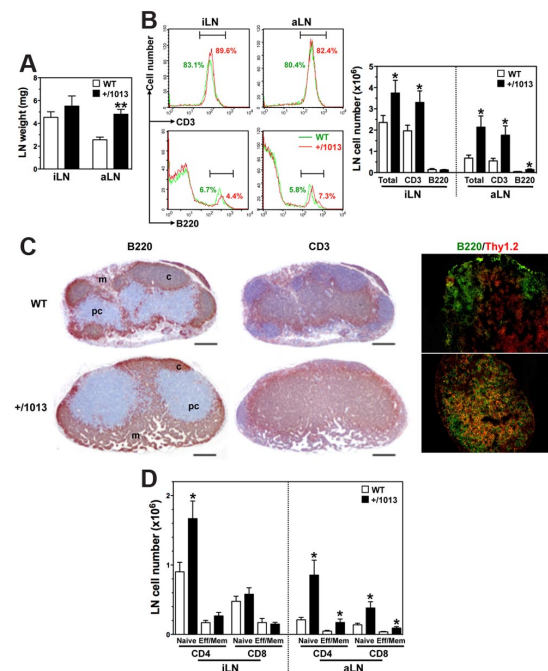 A
WT
+/1013
LN weight (mg)
8
6
4
2
0
**
iLN aLN
B
iLN aLN
Cell number
83.1% 89.6%
80.4% 82.4%
CD3
WT
+/1013
6.7% 4.4%
5.8% 7.3%
B220
LN cell number (x10⁶)
WT
+/1013
5
4
3
2
1
0
* * * * *
Total CD3 B220 Total CD3 B220
iLN aLN
C
B220 CD3 B220/Thy1.2
WT
m c
pc
+/1013
c
pc
m
D
LN cell number (x10⁶)
WT
+/1013
2
1
0
* * * * *
Naive Eff/Mem Naive Eff/Mem Naive Eff/Mem Naive Eff/Mem
CD4 CD8 CD4 CD8
iLN aLN